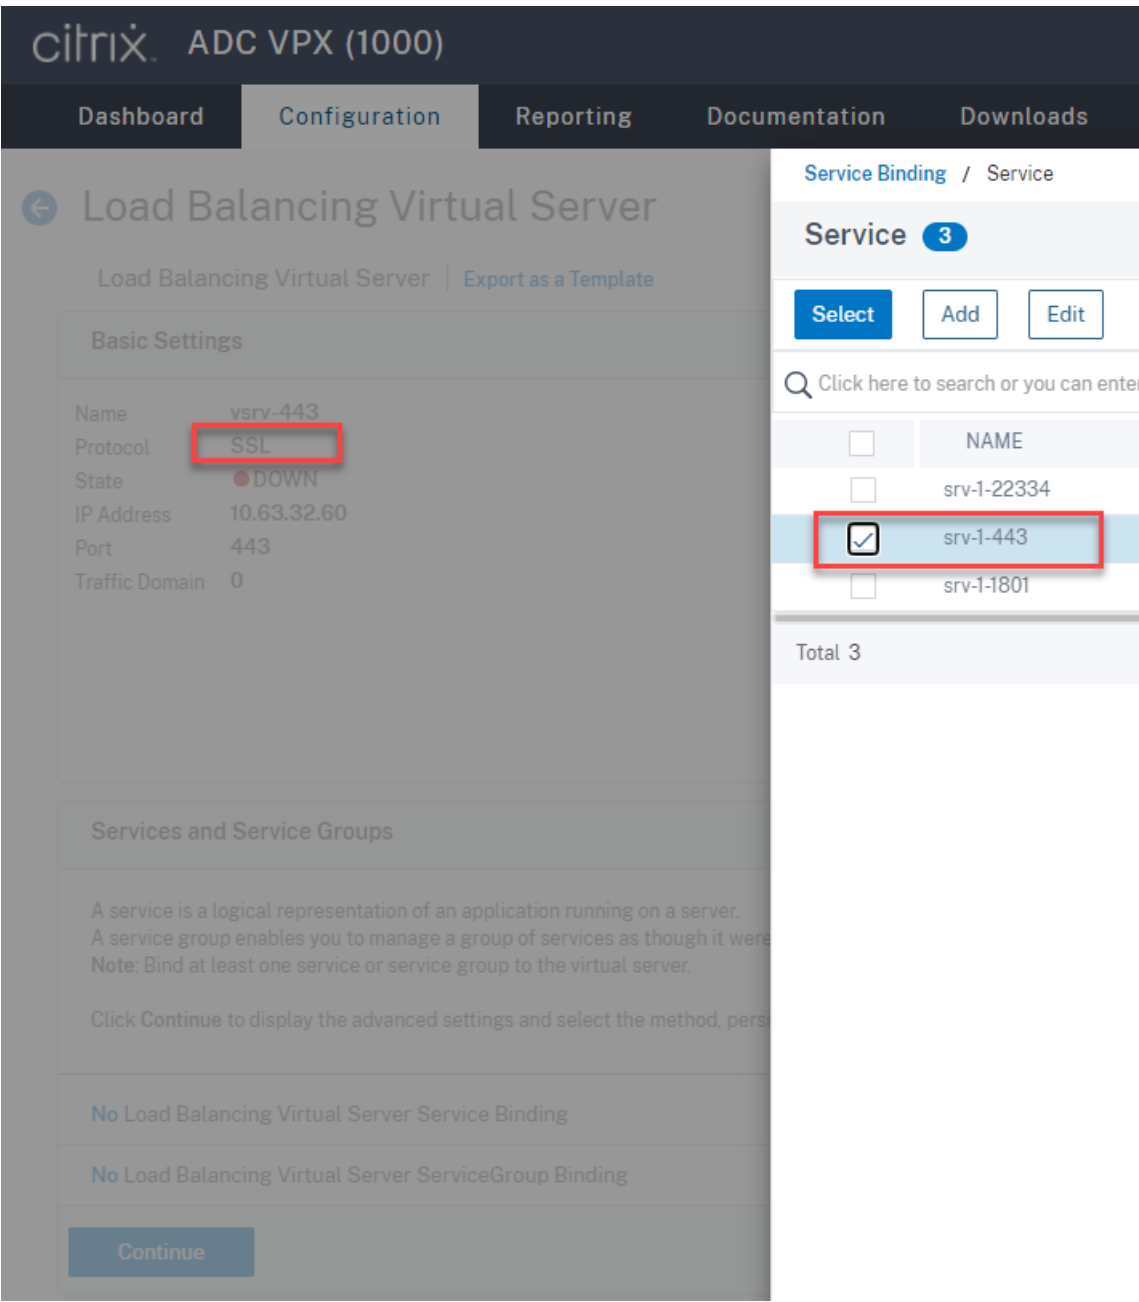 citrix ADC VPX (1000)
Dashboard Configuration Reporting Documentation Downloads
Load Balancing Virtual Server
Load Balancing Virtual Server Export as a Template
Basic Settings
Name vsrv-443
Protocol SSL
State DOWN
IP Address 10.63.32.60
Port 443
Traffic Domain 0
Services and Service Groups
A service is a logical representation of an application running on a server.
A service group enables you to manage a group of services as though it were
Note: Bind at least one service or service group to the virtual server.
Click Continue to display the advanced settings and select the method, persi
No Load Balancing Virtual Server Service Binding
No Load Balancing Virtual Server ServiceGroup Binding
Continue
Service Binding / Service
Service 3
Select Add Edit
Click here to search or you can enter
NAME
srv-1-22334
srv-1-443
srv-1-1801
Total 3